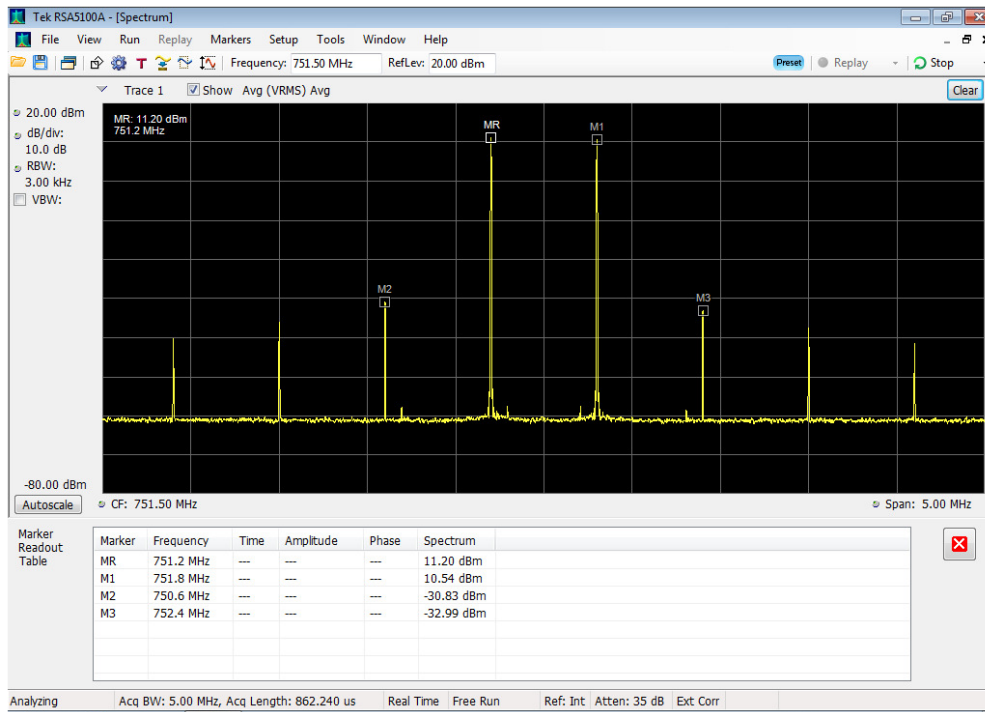 Tek RSA5100A - [Spectrum]
File View Run Replay Markers Setup Tools Window Help
T Frequency: 751.50 MHz RefLev: 20.00 dBm Preset Replay Stop
Trace 1 Show Avg (VRMS) Avg Clear
20.00 dBm
dB/div:
10.0 dB
RBW:
3.00 kHz
VBW:
MR: 11.20 dBm
751.2 MHz
MR
M1
M2
M3
-80.00 dBm
Autoscale CF: 751.50 MHz Span: 5.00 MHz
Marker
Readout
Table
Marker Frequency Time Amplitude Phase Spectrum
MR 751.2 MHz --- --- --- 11.20 dBm
M1 751.8 MHz --- --- --- 10.54 dBm
M2 750.6 MHz --- --- --- -30.83 dBm
M3 752.4 MHz --- --- --- -32.99 dBm
Analyzing Acq BW: 5.00 MHz, Acq Length: 862.240 us Real Time Free Run Ref: Int Atten: 35 dB Ext Corr